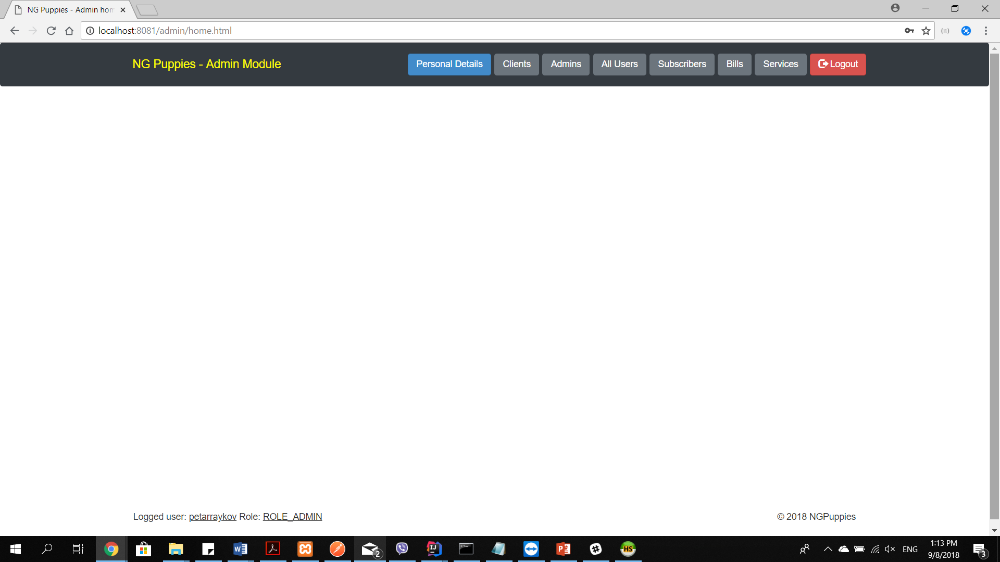 NG Puppies - Admin hom
localhost:8081/admin/home.html
NG Puppies - Admin Module
Personal Details
Clients
Admins
All Users
Subscribers
Bills
Services
Logout
Logged user: petarraykov Role: ROLE_ADMIN
© 2018 NGPuppies
2
HS
ENG
1:13 PM
9/8/2018
3